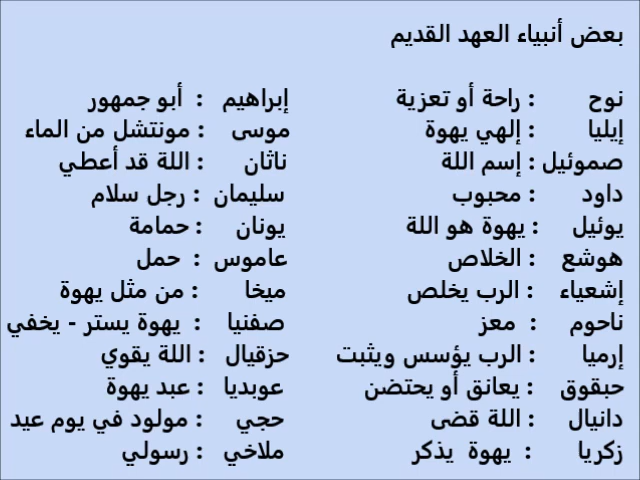 بعض أنبياء العهد القديم
نوح : راحة أو تعزية إبراهيم : أبو جمهور
إيليا : إلهي يهوة موسى : مونتشل من الماء
صموئيل : إسم اللة ناثان : اللة قد أعطي
داود : محبوب سليمان : رجل سلام
يوئيل : يهوة هو اللة يونان : حمامة
هوشع : الخلاص عاموس : حمل
إشعياء : الرب يخلص ميخا : من مثل يهوة
ناحوم : معز صفنيا : يهوة يستر - يخفي
إرميا : الرب يؤسس ويثبت حزقيال : اللة يقوي
حبقوق : يعانق أو يحتضن عوبديا : عبد يهوة
دانيال : اللة قضى حجي : مولود في يوم عيد
زكريا : يهوة يذكر ملاخي : رسولي